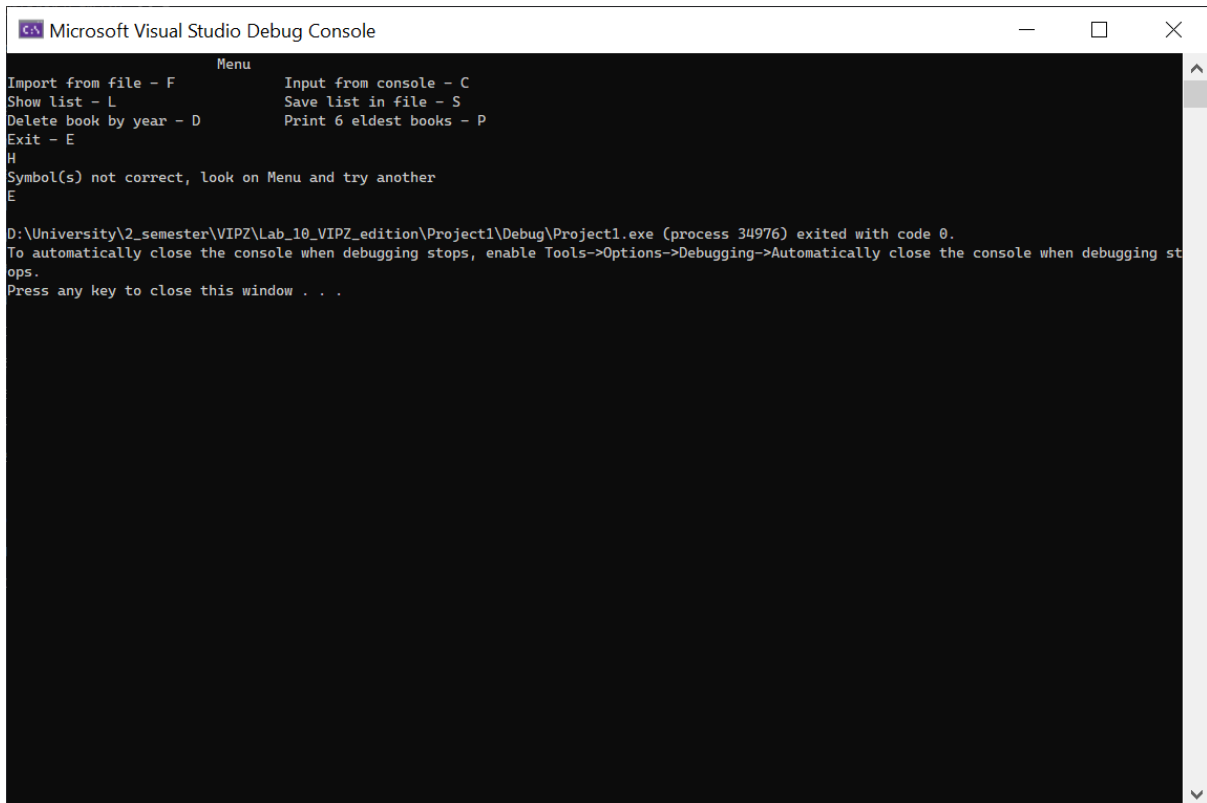 Microsoft Visual Studio Debug Console
Menu
Import from file - F Input from console - C
Show list - L Save list in file - S
Delete book by year - D Print 6 eldest books - P
Exit - E
H
Symbol(s) not correct, look on Menu and try another
E
D:\University\2_semester\VIPZ\Lab_10_VIPZ_edition\Project1\Debug\Project1.exe (process 34976) exited with code 0.
To automatically close the console when debugging stops, enable Tools->Options->Debugging->Automatically close the console when debugging st
ops.
Press any key to close this window . . .